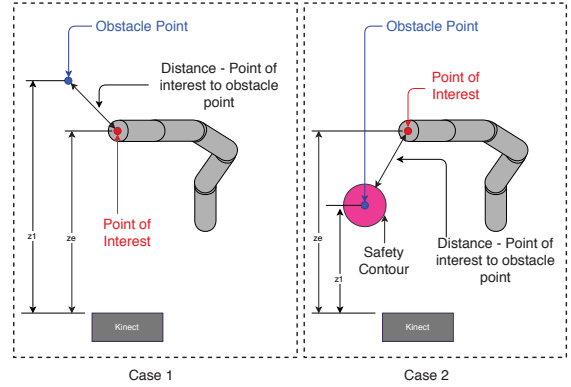 Obstacle Point
Distance - Point of
interest to obstacle
point
Point of
Interest
z1
ze
Kinect
Case 1
Obstacle Point
Point of
Interest
ze
z1
Safety
Contour
Distance - Point of
interest to obstacle
point
Kinect
Case 2